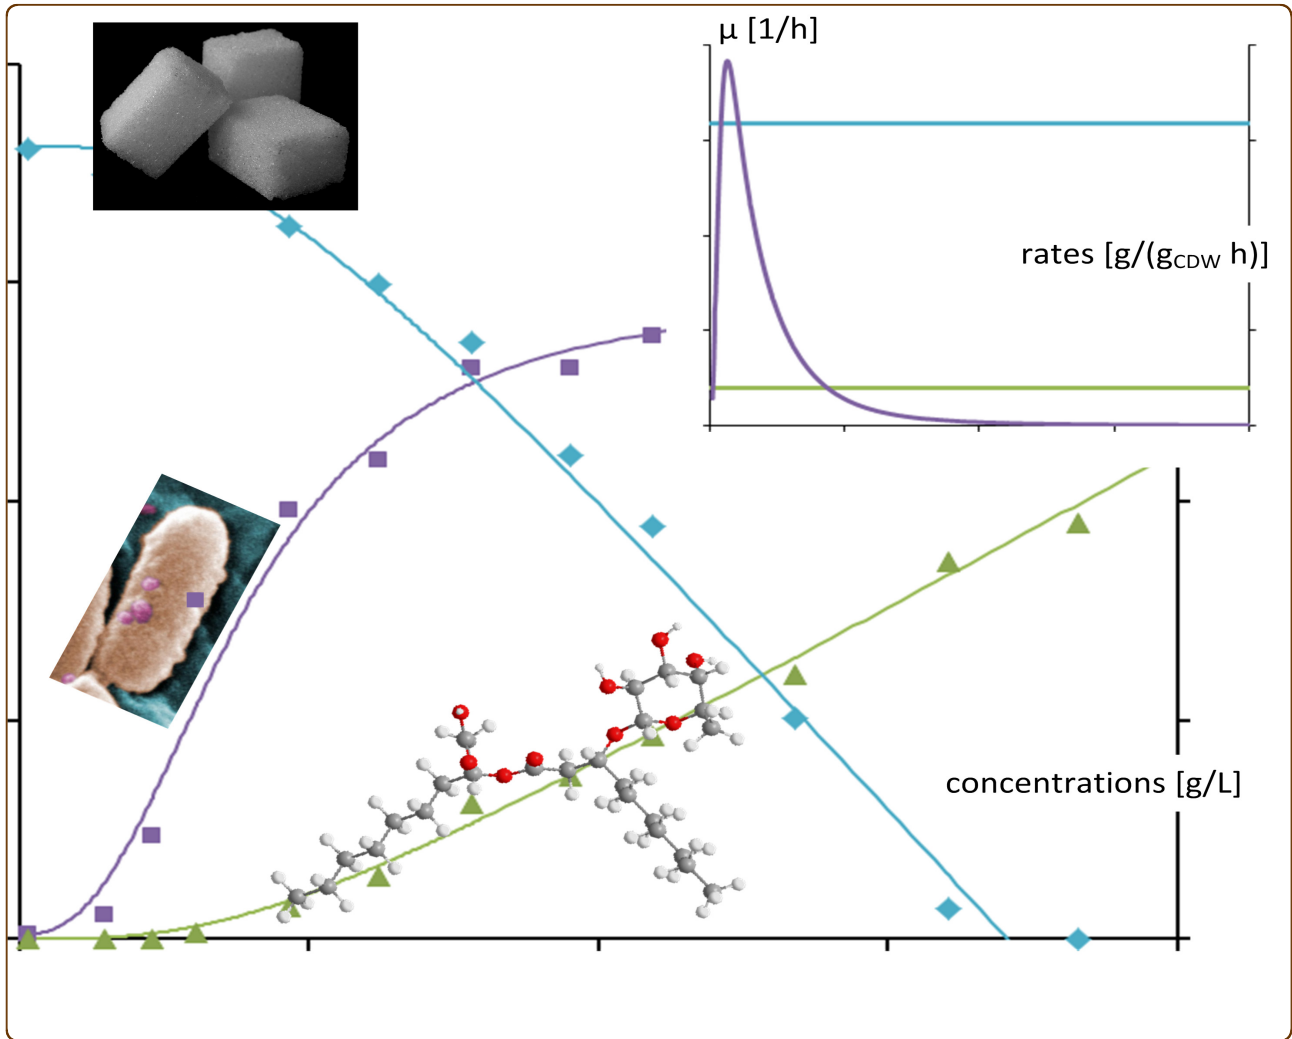 μ [1/h]
rates [g/(gCDW h)]
concentrations [g/L]